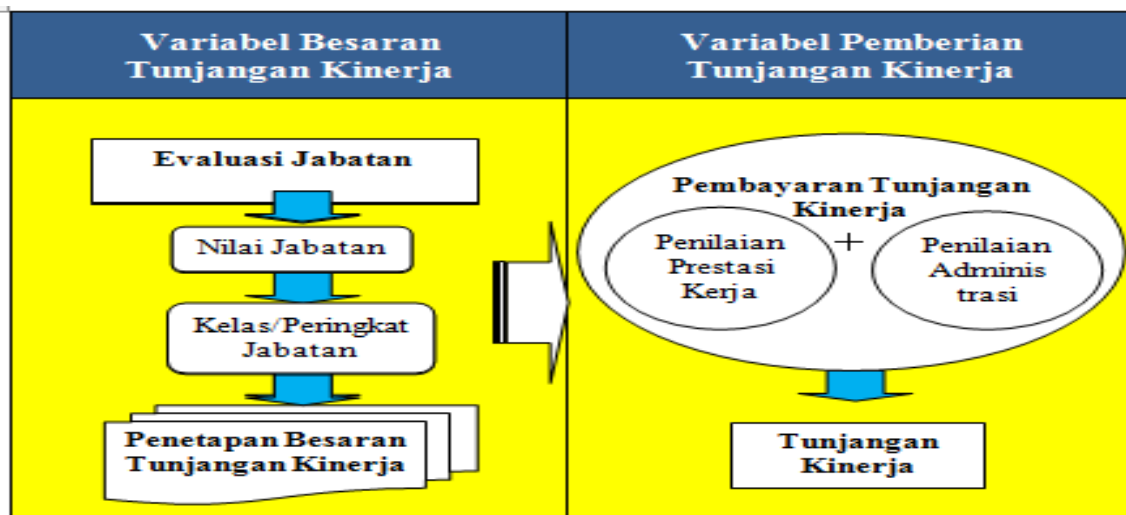 Variabel Besaran
Tunjangan Kinerja
Variabel Pemberian
Tunjangan Kinerja
Evaluasi Jabatan
Nilai Jabatan
Kelas/Peringkat
Jabatan
Penetapan Besaran
Tunjangan Kinerja
Pembayaran Tunjangan
Kinerja
Penilaian
Prestasi
Kerja
+
Penilaian
Adminis
trasi
Tunjangan
Kinerja